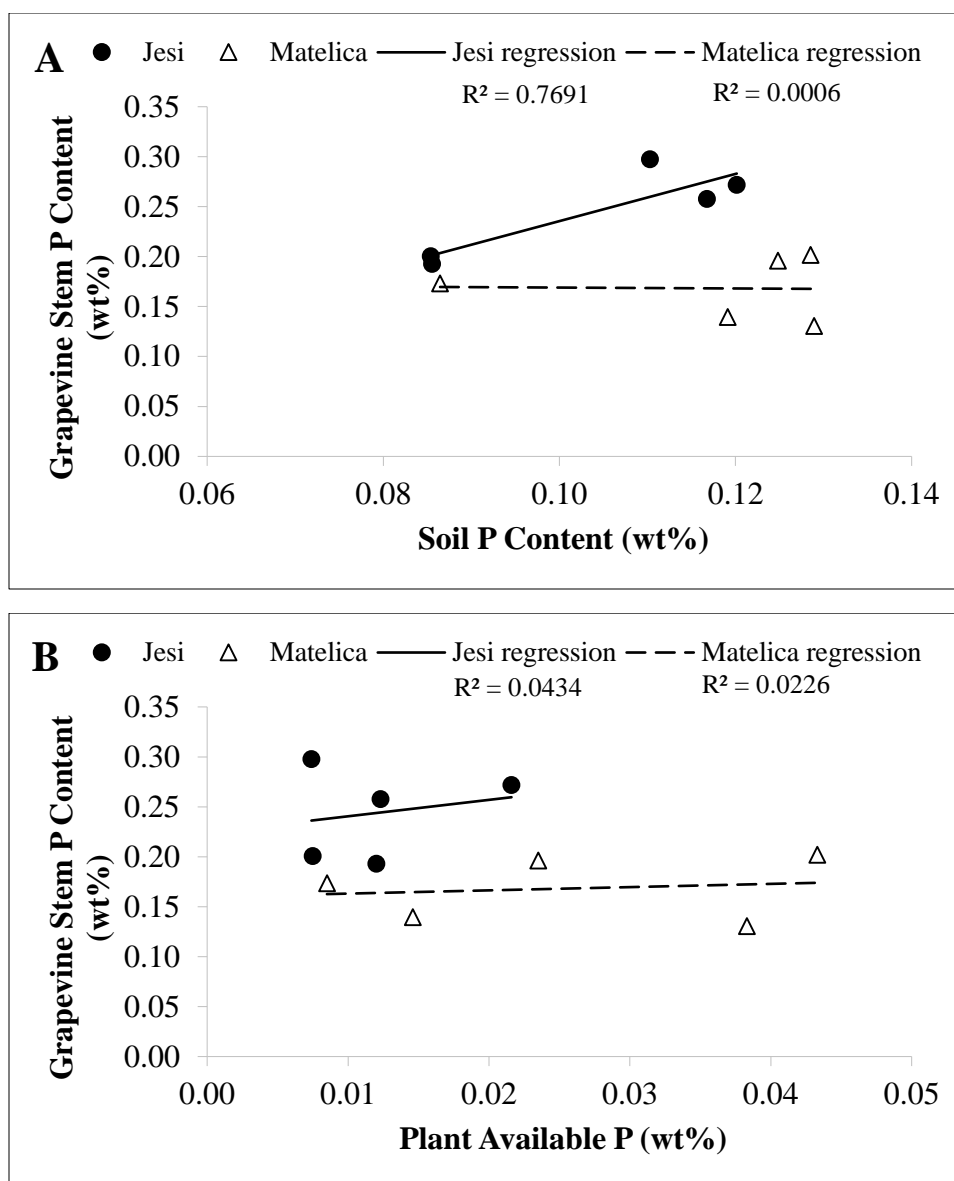 A Jesi Matelica Jesi regression Matelica regression
R² = 0.7691 R² = 0.0006
Grapevine Stem P Content
(wt%)
0.35
0.30
0.25
0.20
0.15
0.10
0.05
0.00
0.06 0.08 0.10 0.12 0.14
Soil P Content (wt%)
B Jesi Matelica Jesi regression Matelica regression
R² = 0.0434 R² = 0.0226
Grapevine Stem P Content
(wt%)
0.35
0.30
0.25
0.20
0.15
0.10
0.05
0.00
0.00 0.01 0.02 0.03 0.04 0.05
Plant Available P (wt%)